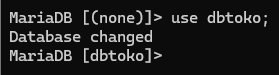 MariaDB [(none)]> use dbtoko;
Database changed
MariaDB [dbtoko]>